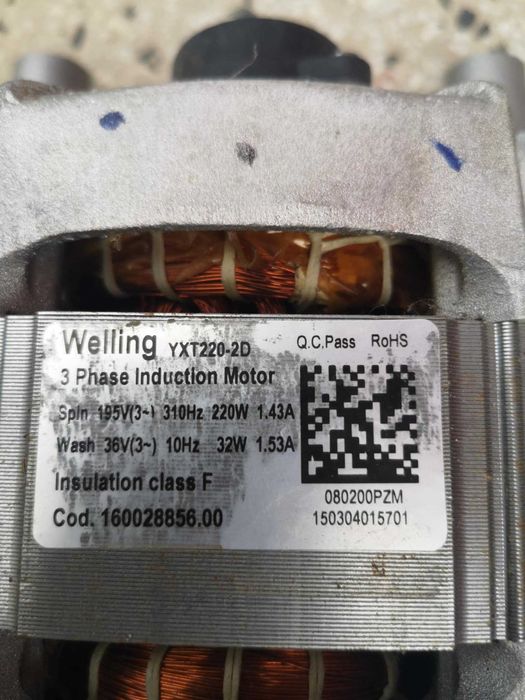 Welling YXT220-2D
Q.C.Pass RoHS
3 Phase Induction Motor
Spin 195V(3~) 310Hz 220W 1.43A
Wash 36V(3~) 10Hz 32W 1.53A
Insulation class F
Cod. 160028856.00
080200PZM
150304015701